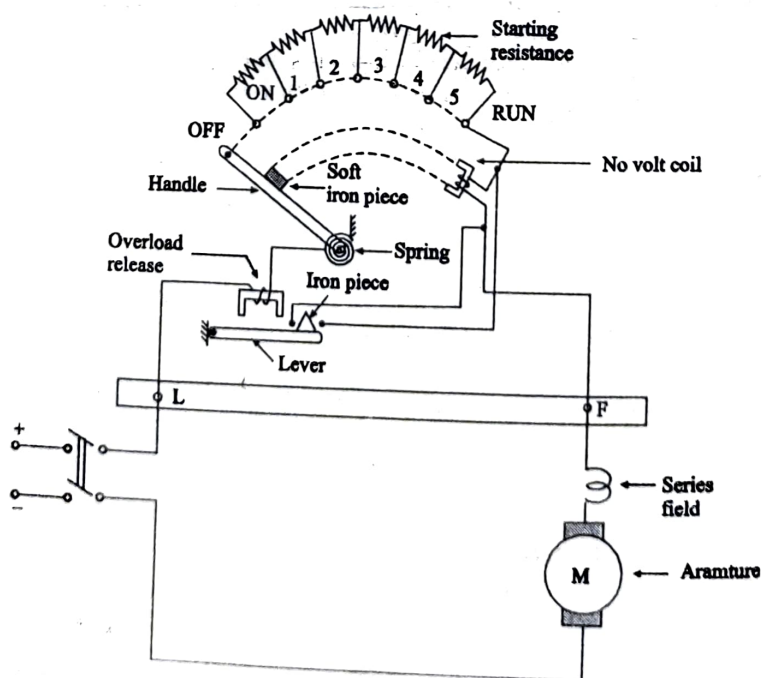 Starting
resistance
ON
1
2
3
4
5
RUN
OFF
No volt coil
Handle
Soft
iron piece
Spring
Overload
release
Iron piece
Lever
L
F
+
−
Series
field
M
Aramture